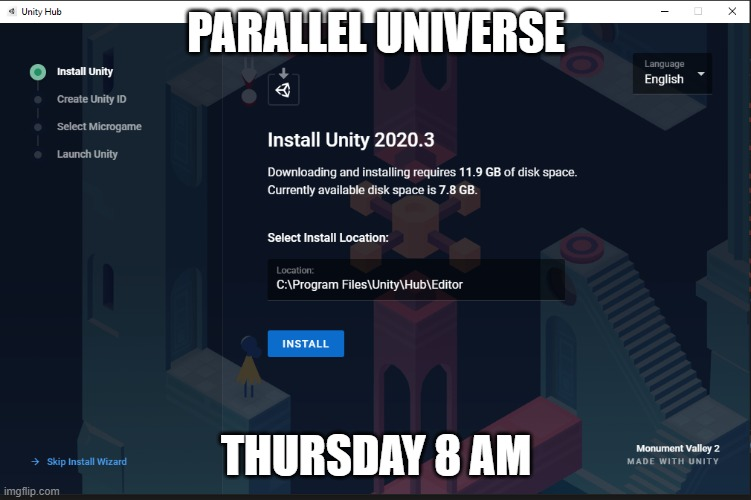 Unity Hub
PARALLEL UNIVERSE
Install Unity
Create Unity ID
Select Microgame
Launch Unity
Language
English
Install Unity 2020.3
Downloading and installing requires 11.9 GB of disk space.
Currently available disk space is 7.8 GB.
Select Install Location:
Location:
C:\Program Files\Unity\Hub\Editor
INSTALL
THURSDAY 8 AM
Skip Install Wizard
Monument Valley 2
MADE WITH UNITY
imgflip.com